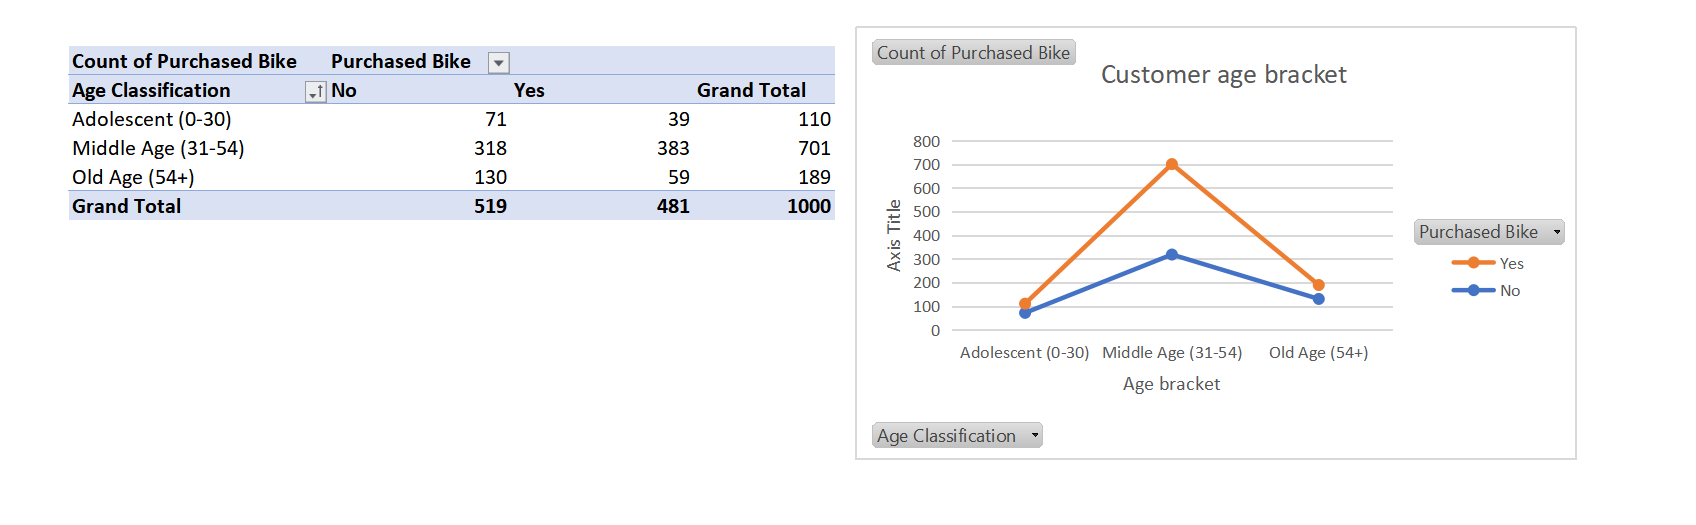 Count of Purchased Bike Purchased Bike
Age Classification No Yes Grand Total
Adolescent (0-30) 71 39 110
Middle Age (31-54) 318 383 701
Old Age (54+) 130 59 189
Grand Total 519 481 1000
Count of Purchased Bike
Customer age bracket
800
700
600
500
400
300
200
100
0
Axis Title
Adolescent (0-30) Middle Age (31-54) Old Age (54+)
Age bracket
Purchased Bike
Yes
No
Age Classification